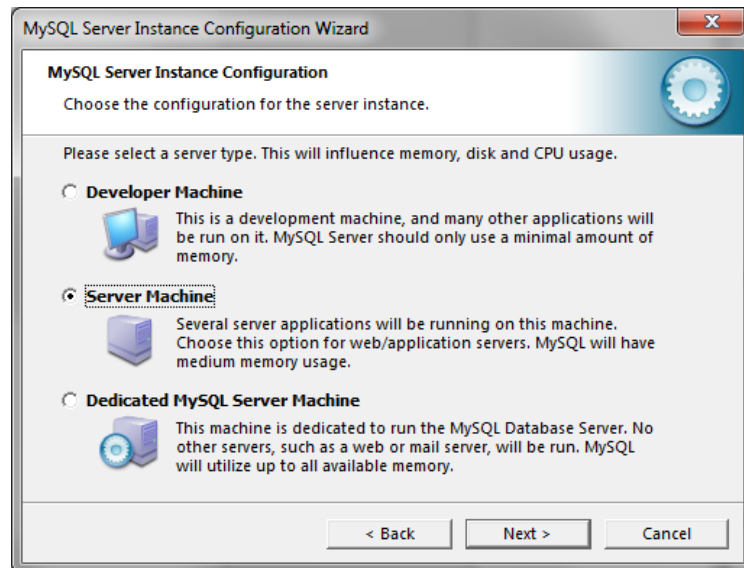 MySQL Server Instance Configuration Wizard
MySQL Server Instance Configuration
Choose the configuration for the server instance.
Please select a server type. This will influence memory, disk and CPU usage.
Developer Machine
This is a development machine, and many other applications will
be run on it. MySQL Server should only use a minimal amount of
memory.
Server Machine
Several server applications will be running on this machine.
Choose this option for web/application servers. MySQL will have
medium memory usage.
Dedicated MySQL Server Machine
This machine is dedicated to run the MySQL Database Server. No
other servers, such as a web or mail server, will be run. MySQL
will utilize up to all available memory.
< Back Next > Cancel